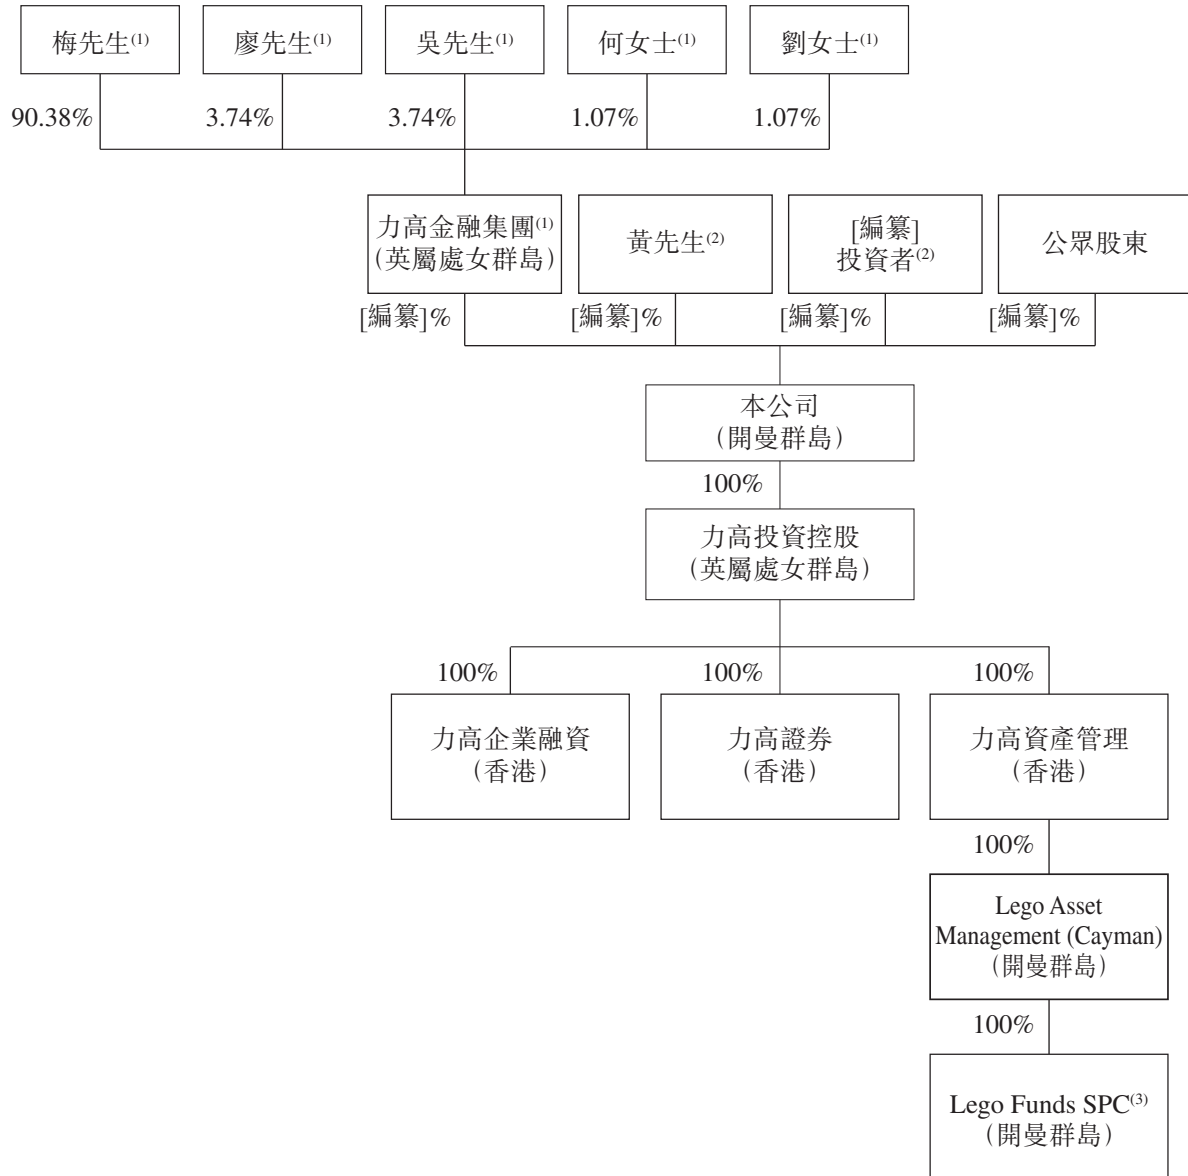 梅先生(1)
廖先生(1)
吳先生(1)
何女士(1)
劉女士(1)
90.38%
3.74%
3.74%
1.07%
1.07%
力高金融集團(1)
(英屬處女群島)
黃先生(2)
[編纂]
投資者(2)
公眾股東
[編纂]%
[編纂]%
[編纂]%
[編纂]%
本公司
(開曼群島)
100%
力高投資控股
(英屬處女群島)
100%
100%
100%
力高企業融資
(香港)
力高證券
(香港)
力高資產管理
(香港)
100%
Lego Asset
Management (Cayman)
(開曼群島)
100%
Lego Funds SPC(3)
(開曼群島)